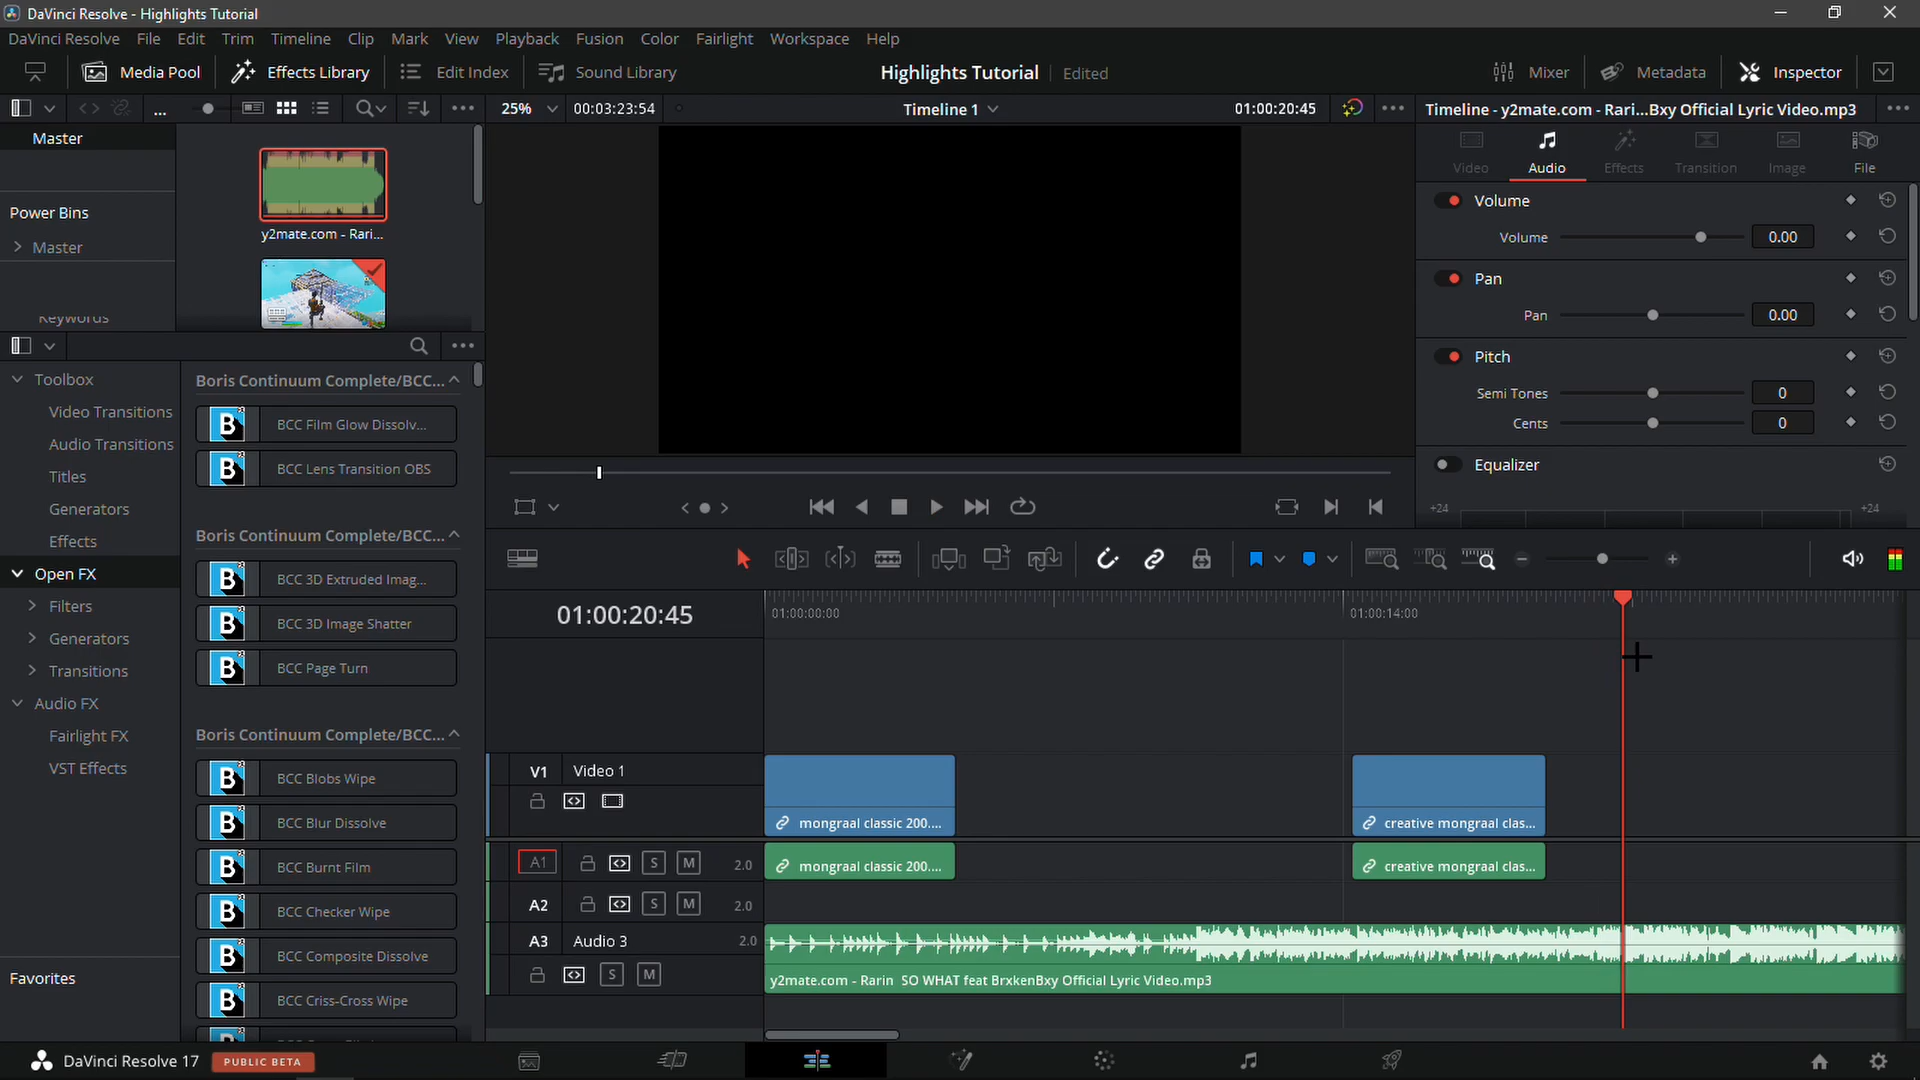 DaVinci Resolve - Highlights Tutorial
DaVinci Resolve File Edit Trim Timeline Clip Mark View Playback Fusion Color Fairlight Workspace Help
Media Pool Effects Library Edit Index Sound Library Highlights Tutorial Edited Mixer Metadata Inspector
... 25% 00:03:23:54 Timeline 1 01:00:20:45 Timeline - y2mate.com - Rari...Bxy Official Lyric Video.mp3
Master
Video Audio Effects Transition Image File
Power Bins
Master
Keywords
y2mate.com - Rari...
Volume
Volume 0.00
Pan
Pan 0.00
Pitch
Semi Tones 0
Cents 0
Equalizer
+24 +24
Toolbox
Video Transitions
Audio Transitions
Titles
Generators
Effects
Open FX
Filters
Generators
Transitions
Audio FX
Fairlight FX
VST Effects
Favorites
Boris Continuum Complete/BCC...
B BCC Film Glow Dissolv...
B BCC Lens Transition OBS
Boris Continuum Complete/BCC...
B BCC 3D Extruded Imag...
B BCC 3D Image Shatter
B BCC Page Turn
Boris Continuum Complete/BCC...
B BCC Blobs Wipe
B BCC Blur Dissolve
B BCC Burnt Film
B BCC Checker Wipe
B BCC Composite Dissolve
B BCC Criss-Cross Wipe
01:00:20:45 01:00:00:00 01:00:14:00
V1 Video 1
mongraal classic 200.... creative mongraal clas...
A1 S M 2.0 mongraal classic 200.... creative mongraal clas...
A2 S M 2.0
A3 Audio 3 2.0
S M y2mate.com - Rarin SO WHAT feat BrxkenBxy Official Lyric Video.mp3
DaVinci Resolve 17 PUBLIC BETA